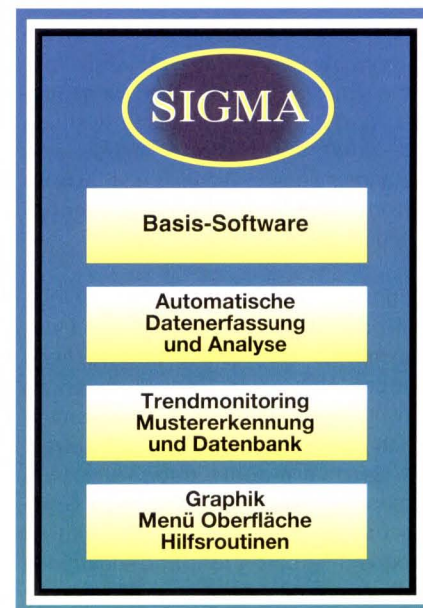 SIGMA
Basis-Software
Automatische
Datenerfassung
und Analyse
Trendmonitoring
Mustererkennung
und Datenbank
Graphik
Menü Oberfläche
Hilfsroutinen